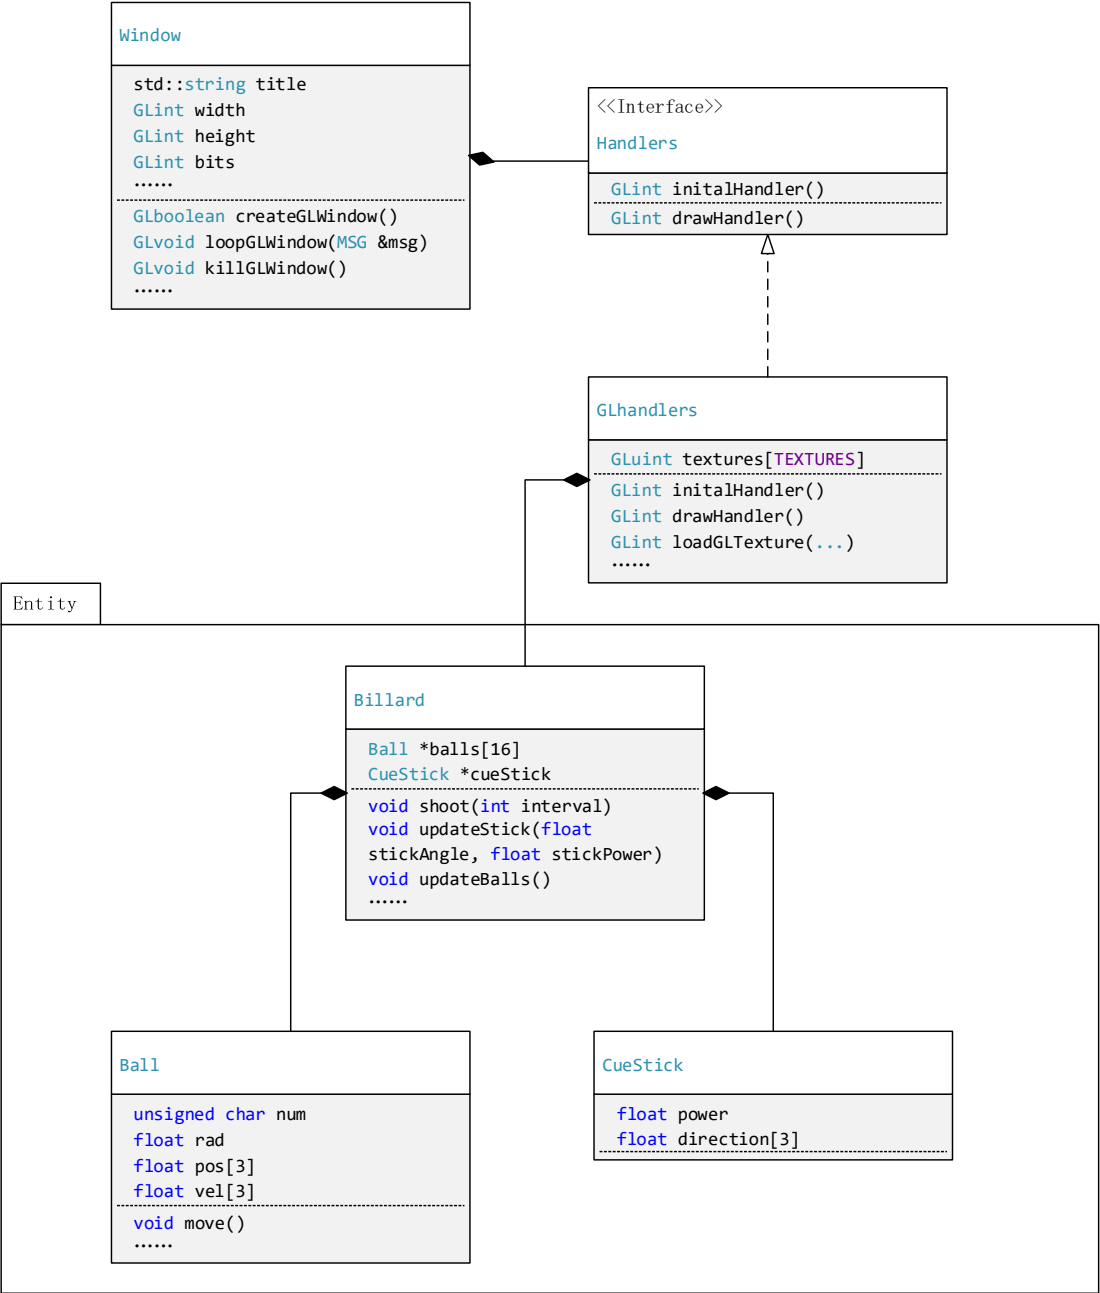 Window
std::string title
GLint width
GLint height
GLint bits
······
GLboolean createGLWindow()
GLvoid loopGLWindow(MSG &msg)
GLvoid killGLWindow()
······
<<Interface>>
Handlers
GLint initalHandler()
GLint drawHandler()
GLhandlers
GLuint textures[TEXTURES]
GLint initalHandler()
GLint drawHandler()
GLint loadGLTexture(...)
······
Entity
Billard
Ball *balls[16]
CueStick *cueStick
void shoot(int interval)
void updateStick(float
stickAngle, float stickPower)
void updateBalls()
······
Ball
unsigned char num
float rad
float pos[3]
float vel[3]
void move()
······
CueStick
float power
float direction[3]